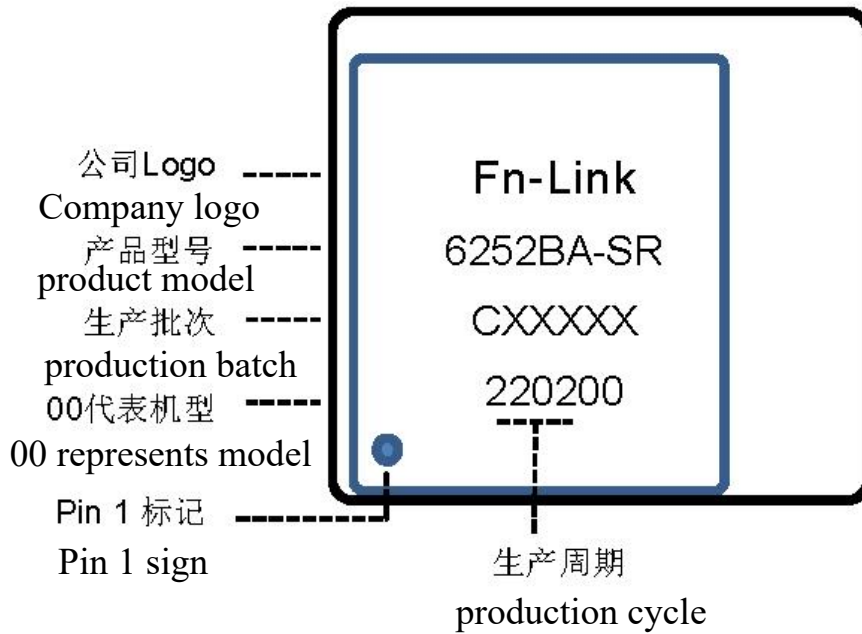 公司Logo
Company logo
产品型号
product model
生产批次
production batch
00代表机型
00 represents model
Pin 1 标记
Pin 1 sign
Fn-Link
6252BA-SR
CXXXXX
220200
生产周期
production cycle